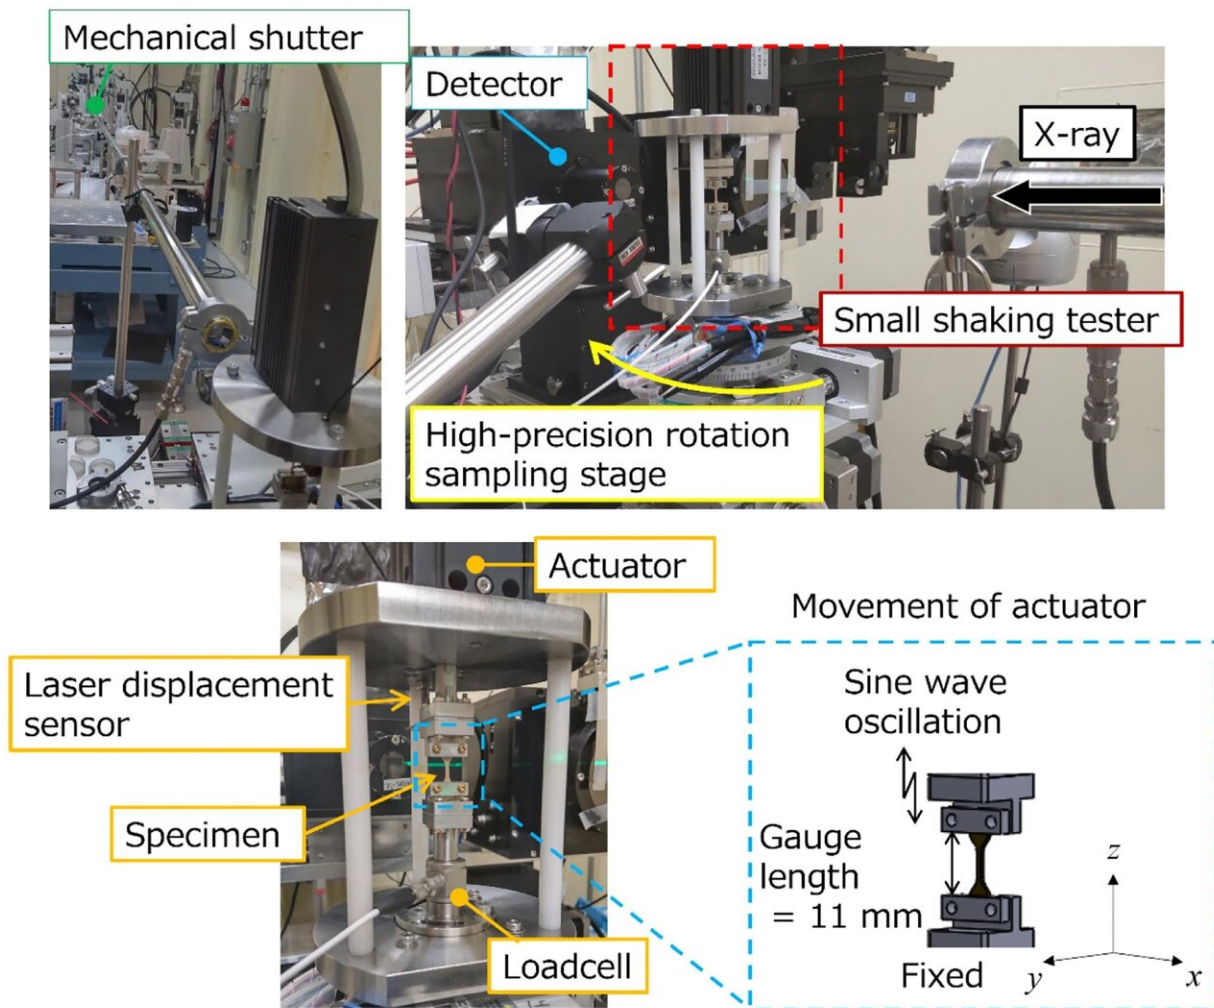 Mechanical shutter
Detector
X-ray
Small shaking tester
High-precision rotation
sampling stage
Actuator
Movement of actuator
Laser displacement
sensor
Sine wave
oscillation
Specimen
Gauge
length
= 11 mm
z
Loadcell
Fixed
y
x